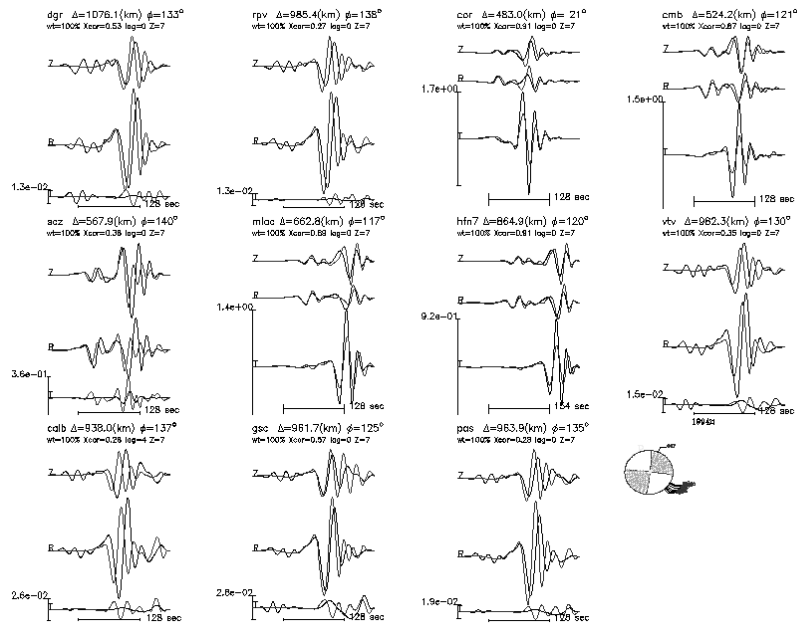 dgr Δ=1076.1(km) φ=133°
wt=100% Xcor=0.53 lag=0 Z=7
Z
R
T
1.3e-02
128 sec
rpv Δ=985.4(km) φ=138°
wt=100% Xcor=0.27 lag=0 Z=7
Z
R
T
1.3e-02
128 sec
cor Δ=483.0(km) φ= 21°
wt=100% Xcor=0.91 lag=0 Z=7
Z
R
1.7e+00
T
128 sec
cmb Δ=524.2(km) φ=121°
wt=100% Xcor=0.87 lag=0 Z=7
Z
R
1.5e+00
T
128 sec
scz Δ=567.9(km) φ=140°
wt=100% Xcor=0.38 lag=0 Z=7
Z
R
3.6e-01
T
128 sec
mlac Δ=662.8(km) φ=117°
wt=100% Xcor=0.89 lag=0 Z=7
Z
R
1.4e+00
T
128 sec
hfn7 Δ=864.9(km) φ=120°
wt=100% Xcor=0.91 lag=0 Z=7
Z
R
9.2e-01
T
154 sec
vtv Δ=982.3(km) φ=130°
wt=100% Xcor=0.35 lag=0 Z=7
Z
R
1.5e-02
T
calb Δ=938.0(km) φ=137°
wt=100% Xcor=0.26 lag=4 Z=7
Z
R
2.6e-02
T
128 sec
gsc Δ=961.7(km) φ=125°
wt=100% Xcor=0.57 lag=0 Z=7
Z
R
2.8e-02
T
128 sec
pas Δ=963.9(km) φ=135°
wt=100% Xcor=0.28 lag=0 Z=7
Z
R
1.9e-02
T
128 sec